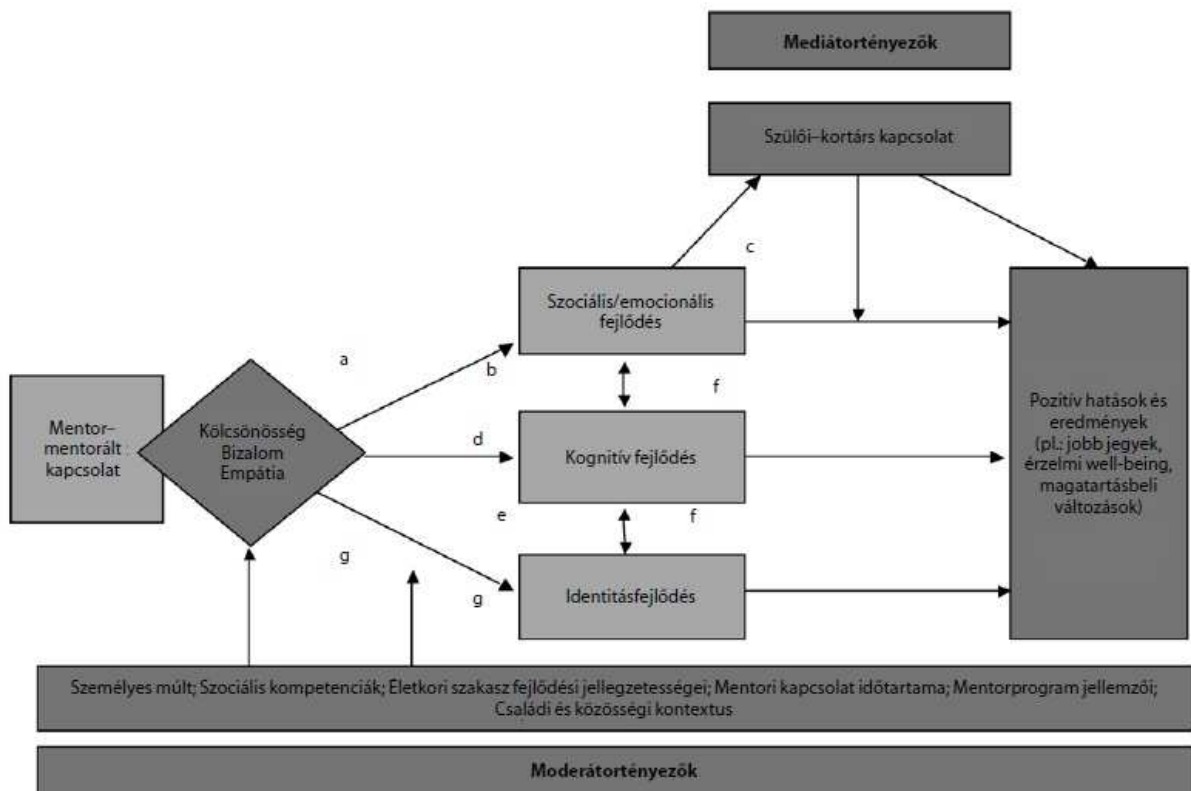 Mediátortényezők
Szülői–kortárs kapcsolat
c
Szociális/emocionális
fejlődés
a
b
f
Mentor–
mentorált
kapcsolat
Kölcsönösség
Bizalom
Empátia
d
Kognitív fejlődés
Pozitív hatások és
eredmények
(pl.: jobb jegyek,
érzelmi well-being,
magatartásbeli
változások)
e
f
g
g
Identitásfejlődés
Személyes múlt; Szociális kompetenciák; Életkori szakasz fejlődési jellegzetességei; Mentori kapcsolat időtartama; Mentorprogram jellemzői;
Családi és közösségi kontextus
Moderátortényezők